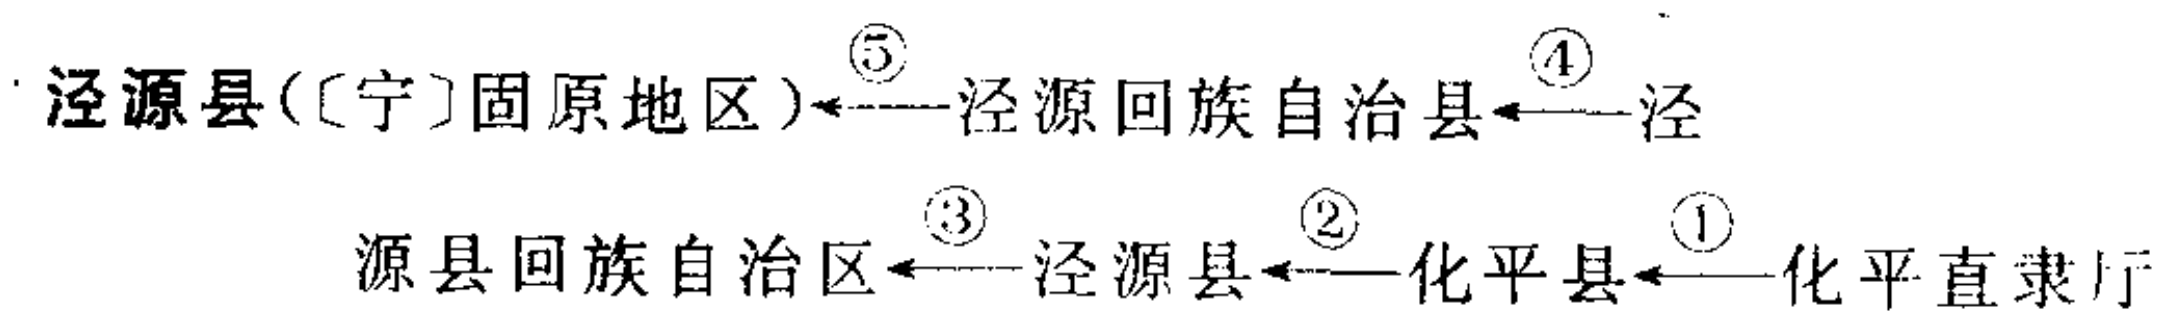 泾源县(〔宁〕固原地区)←⑤—泾源回族自治县←④—泾
源县回族自治区←③—泾源县←②—化平县←①—化平直隶厅